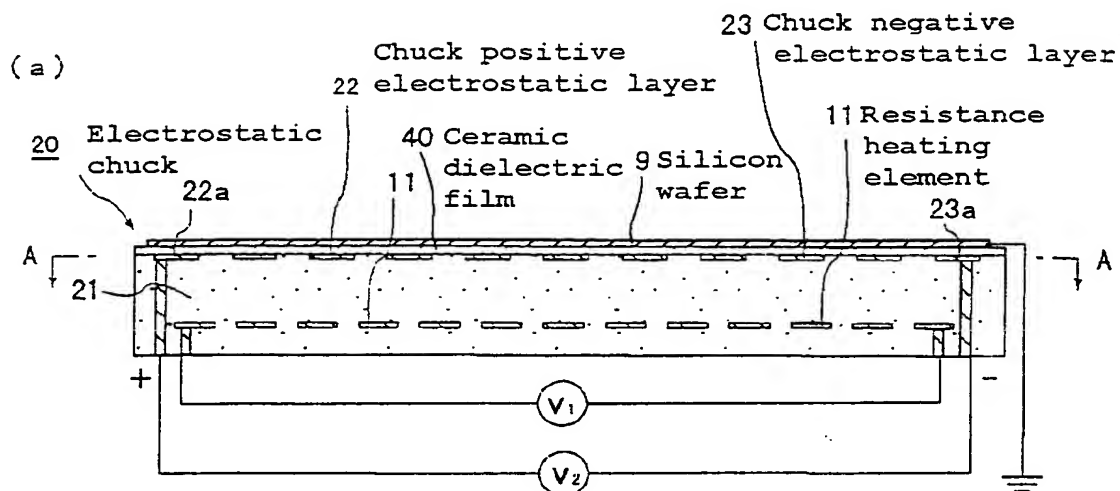 (a)
20 Electrostatic
chuck
22a
Chuck positive
22 electrostatic layer
11
40 Ceramic
dielectric
film
9 Silicon
wafer
23 Chuck negative
electrostatic layer
11 Resistance
heating
element
23a
A
A
21
+
-
V1
V2